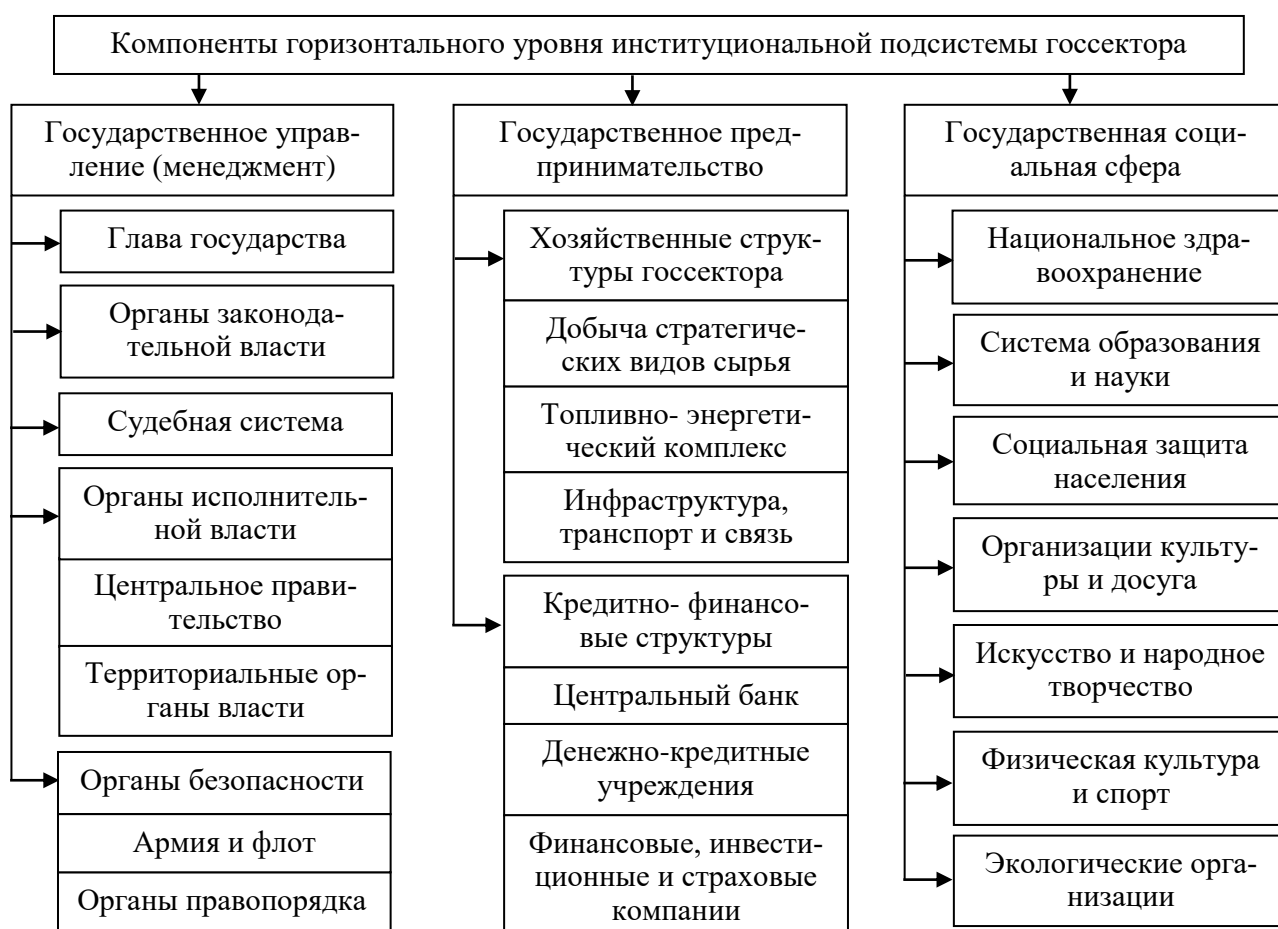 Компоненты горизонтального уровня институциональной подсистемы госсектора
Государственное управ-
ление (менеджмент)
Глава государства
Органы законода-
тельной власти
Судебная система
Органы исполнитель-
ной власти
Центральное прави-
тельство
Территориальные ор-
ганы власти
Органы безопасности
Армия и флот
Органы правопорядка
Государственное пред-
принимательство
Хозяйственные струк-
туры госсектора
Добыча стратегиче-
ских видов сырья
Топливно- энергети-
ческий комплекс
Инфраструктура,
транспорт и связь
Кредитно- финансо-
вые структуры
Центральный банк
Денежно-кредитные
учреждения
Финансовые, инвести-
ционные и страховые
компании
Государственная соци-
альная сфера
Национальное здра-
воохранение
Система образования
и науки
Социальная защита
населения
Организации культу-
ры и досуга
Искусство и народное
творчество
Физическая культура
и спорт
Экологические орга-
низации